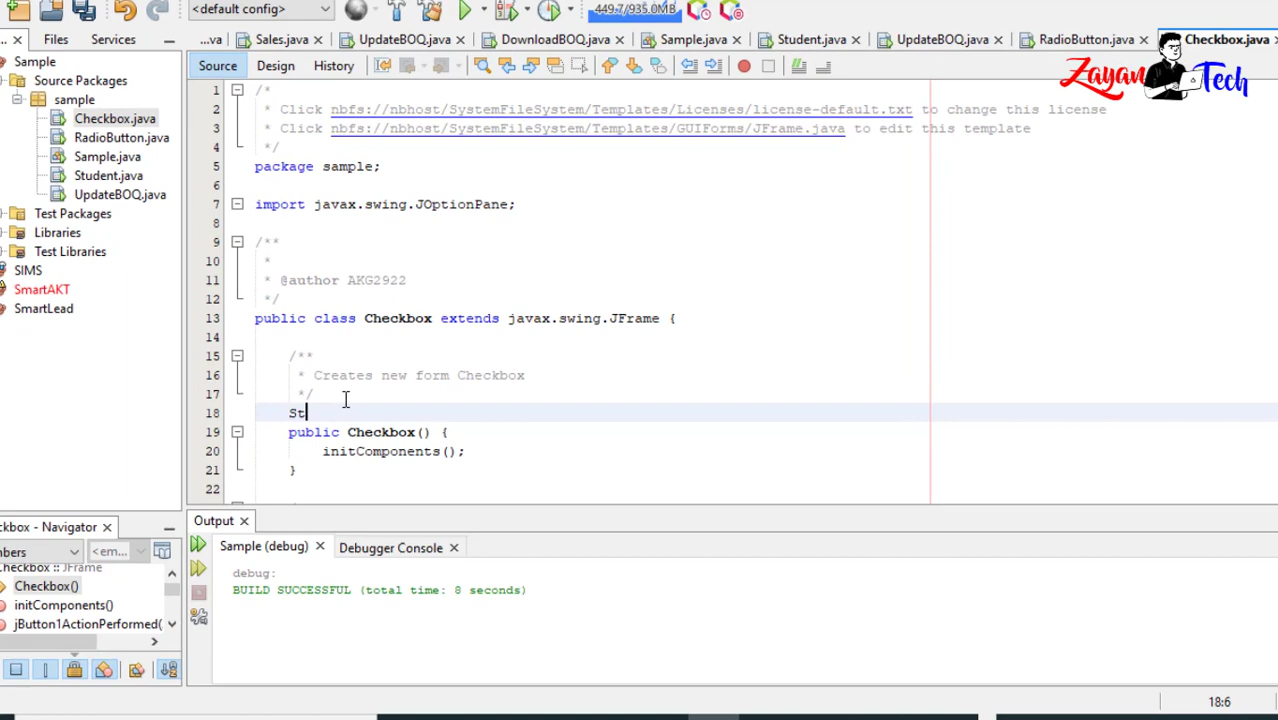 <default config>
449.7/935.0MB
... Files Services
...va Sales.java UpdateBOQ.java DownloadBOQ.java Sample.java Student.java UpdateBOQ.java RadioButton.java Checkbox.java
Zayan Tech
Source Design History
Sample
Source Packages
sample
Checkbox.java
RadioButton.java
Sample.java
Student.java
UpdateBOQ.java
Test Packages
Libraries
Test Libraries
SIMS
SmartAKT
SmartLead
1 /*
2 * Click nbfs://nbhost/SystemFileSystem/Templates/Licenses/license-default.txt to change this license
3 * Click nbfs://nbhost/SystemFileSystem/Templates/GUIForms/JFrame.java to edit this template
4 */
5 package sample;
6
7 import javax.swing.JOptionPane;
8
9 /**
10 *
11 * @author AKG2922
12 */
13 public class Checkbox extends javax.swing.JFrame {
14
15 /**
16 * Creates new form Checkbox
17 */
18 St
19 public Checkbox() {
20 initComponents();
21 }
22
ckbox - Navigator
mbers <em...
Checkbox :: JFrame
Checkbox()
initComponents()
jButton1ActionPerformed(
Output
Sample (debug) Debugger Console
debug:
BUILD SUCCESSFUL (total time: 8 seconds)
18:6